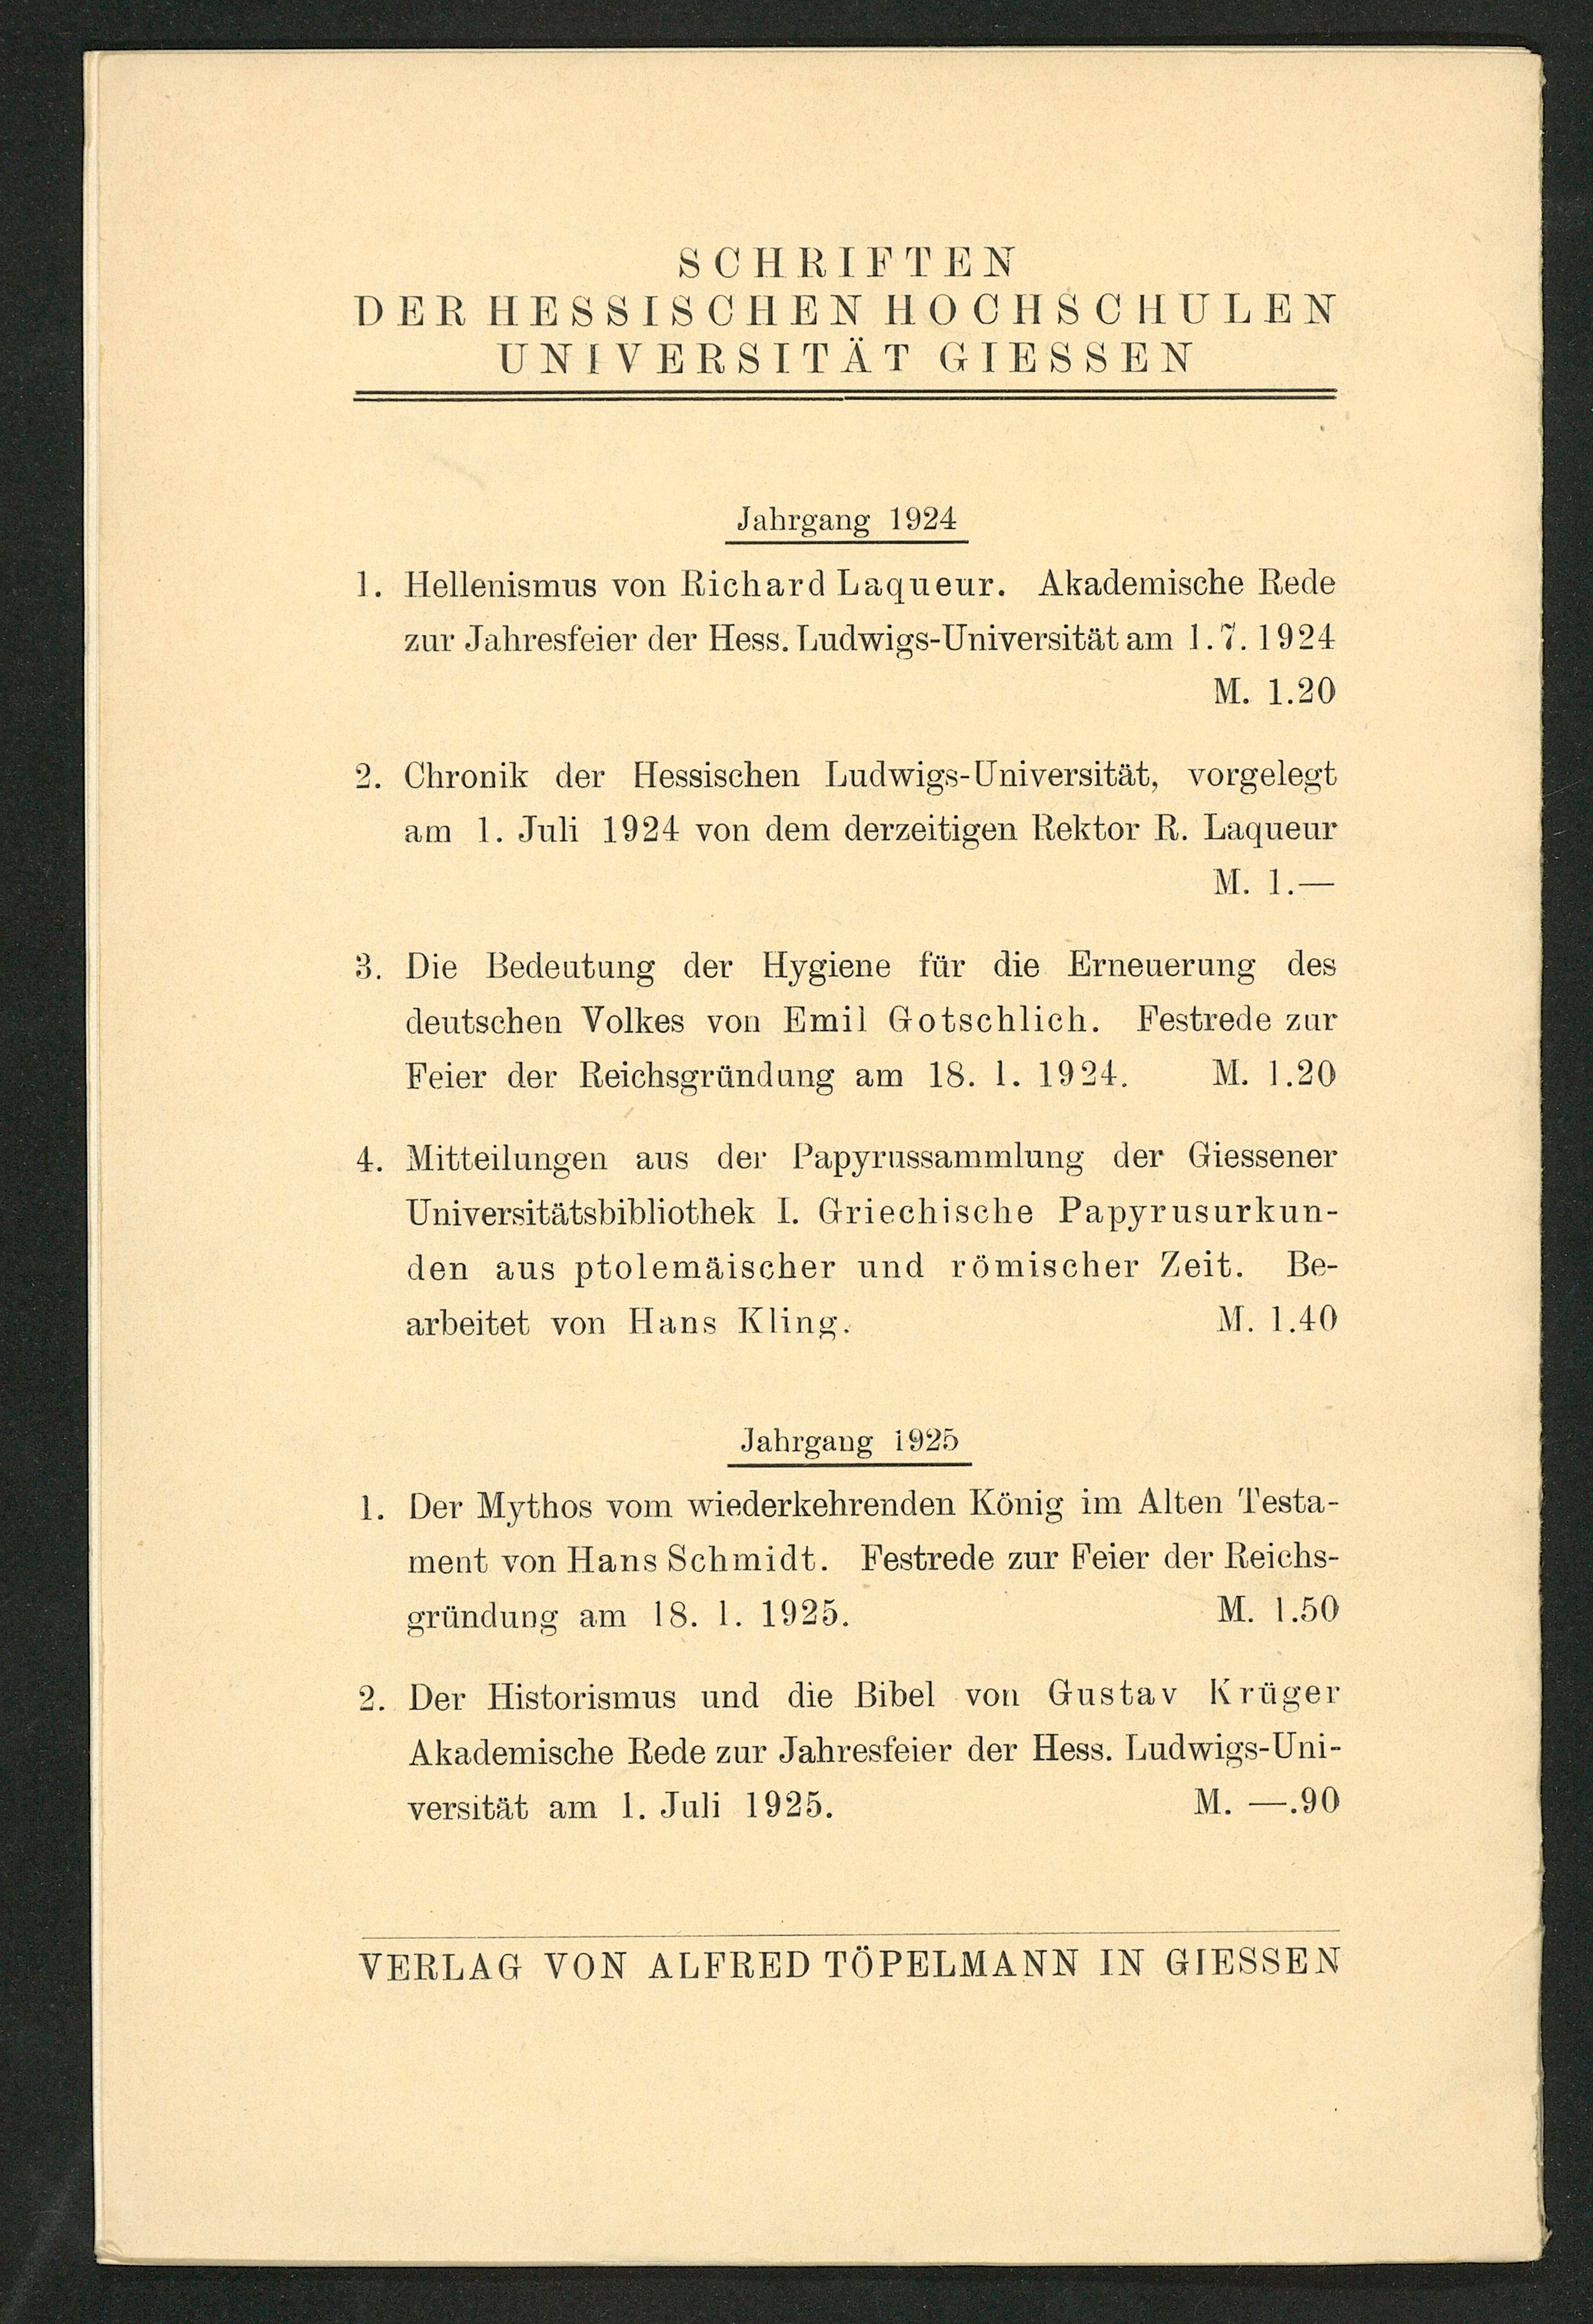 SCHRIFTEN
DER HESSISCHEN HOCHSCHULEN
UNIVERSITÄT GIESSEN
Jahrgang 1924
1. Hellenismus von Richard Laqueur. Akademische Rede
zur Jahresfeier der Hess. Ludwigs-Universität am 1. 7. 1924
M. 1.20
2. Chronik der Hessischen Ludwigs-Universität, vorgelegt
am 1. Juli 1924 von dem derzeitigen Rektor R. Laqueur
M. 1.—
3. Die Bedeutung der Hygiene für die Erneuerung des
deutschen Volkes von Emil Gotschlich. Festrede zur
Feier der Reichsgründung am 18. 1. 1924. M. 1.20
4. Mitteilungen aus der Papyrussammlung der Giessener
Universitätsbibliothek I. Griechische Papyrusurkun-
den aus ptolemäischer und römischer Zeit. Be-
arbeitet von Hans Kling. M. 1.40
Jahrgang 1925
1. Der Mythos vom wiederkehrenden König im Alten Testa-
ment von Hans Schmidt. Festrede zur Feier der Reichs-
gründung am 18. 1. 1925. M. 1.50
2. Der Historismus und die Bibel von Gustav Krüger
Akademische Rede zur Jahresfeier der Hess. Ludwigs-Uni-
versität am 1. Juli 1925. M. —.90
VERLAG VON ALFRED TÖPELMANN IN GIESSEN